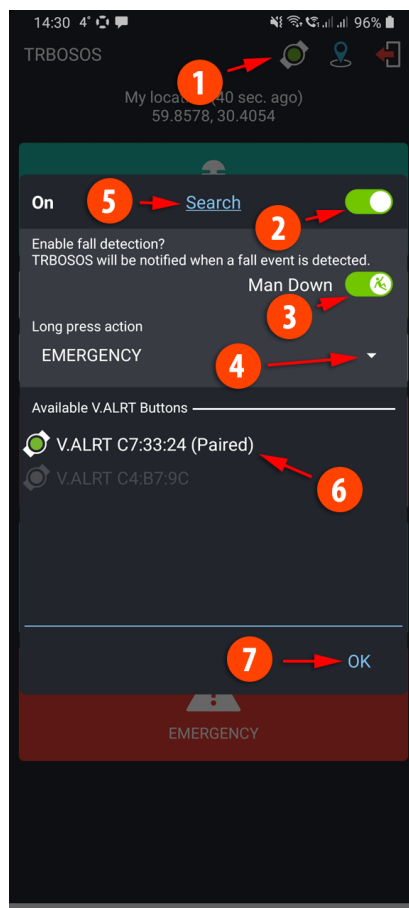 14:30 4° 96%
TRBOSOS
1
My loca (40 sec. ago)
59.8578, 30.4054
On 5 Search
2
Enable fall detection?
TRBOSOS will be notified when a fall event is detected.
Man Down
3
Long press action
EMERGENCY 4
Available V.ALRT Buttons
V.ALRT C7:33:24 (Paired)
V.ALRT C4:B7:9C
6
7 OK
EMERGENCY